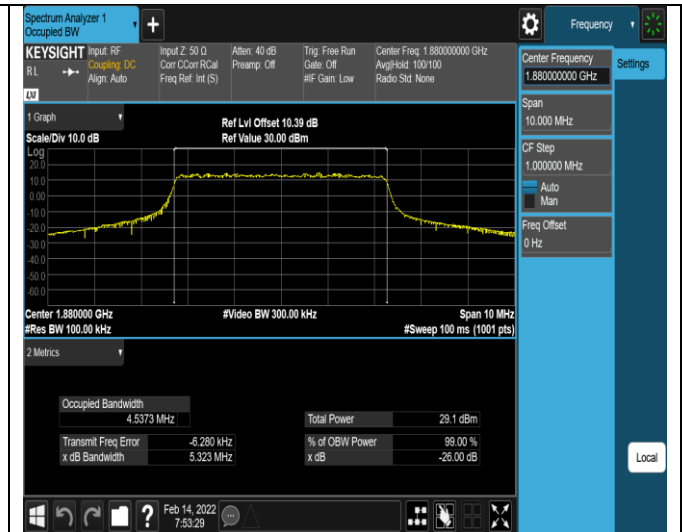 Spectrum Analyzer 1
Occupied BW
+
Frequency
KEYSIGHT
RL
LXI
Input: RF
Coupling: DC
Align: Auto
Input Z: 50 Ω
Corr CCorr RCal
Freq Ref: Int (S)
Atten: 40 dB
Preamp: Off
Trig: Free Run
Gate: Off
#IF Gain: Low
Center Freq: 1.880000000 GHz
Avg|Hold: 100/100
Radio Std: None
Center Frequency
1.880000000 GHz
Settings
Span
10.000 MHz
CF Step
1.000000 MHz
Auto
Man
Freq Offset
0 Hz
1 Graph
Scale/Div 10.0 dB
Ref Lvl Offset 10.39 dB
Ref Value 30.00 dBm
Log
20.0
10.0
0.00
-10.0
-20.0
-30.0
-40.0
-50.0
-60.0
Center 1.880000 GHz
#Res BW 100.00 kHz
#Video BW 300.00 kHz
Span 10 MHz
#Sweep 100 ms (1001 pts)
2 Metrics
Occupied Bandwidth
4.5373 MHz
Total Power 29.1 dBm
Transmit Freq Error -6.280 kHz
% of OBW Power 99.00 %
x dB Bandwidth 5.323 MHz
x dB -26.00 dB
Local
?
Feb 14, 2022
7:53:29